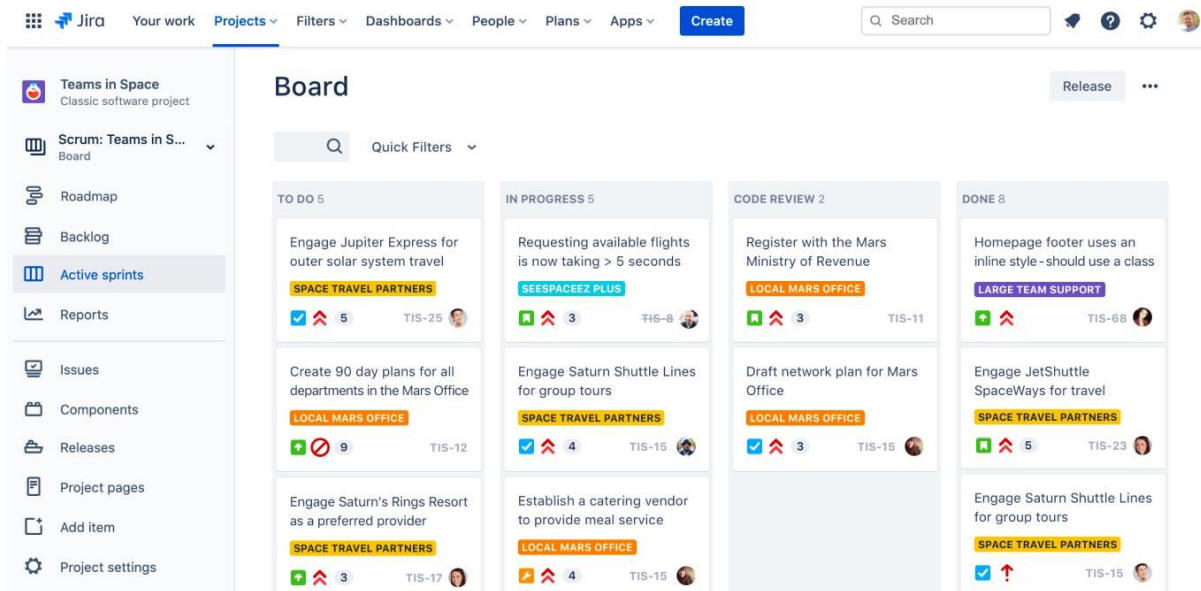 Jira Your work Projects Filters Dashboards People Plans Apps Create Search
Teams in Space
Classic software project
Scrum: Teams in S...
Board
Roadmap
Backlog
Active sprints
Reports
Issues
Components
Releases
Project pages
Add item
Project settings
Board
Release
Quick Filters
TO DO 5
Engage Jupiter Express for
outer solar system travel
SPACE TRAVEL PARTNERS
5 TIS-25
Create 90 day plans for all
departments in the Mars Office
LOCAL MARS OFFICE
9 TIS-12
Engage Saturn's Rings Resort
as a preferred provider
SPACE TRAVEL PARTNERS
3 TIS-17
IN PROGRESS 5
Requesting available flights
is now taking > 5 seconds
SEESPACEEZ PLUS
3 TIS-8
Engage Saturn Shuttle Lines
for group tours
SPACE TRAVEL PARTNERS
4 TIS-15
Establish a catering vendor
to provide meal service
LOCAL MARS OFFICE
4 TIS-15
CODE REVIEW 2
Register with the Mars
Ministry of Revenue
LOCAL MARS OFFICE
3 TIS-11
Draft network plan for Mars
Office
LOCAL MARS OFFICE
3 TIS-15
DONE 8
Homepage footer uses an
inline style-should use a class
LARGE TEAM SUPPORT
TIS-68
Engage JetShuttle
SpaceWays for travel
SPACE TRAVEL PARTNERS
5 TIS-23
Engage Saturn Shuttle Lines
for group tours
SPACE TRAVEL PARTNERS
TIS-15